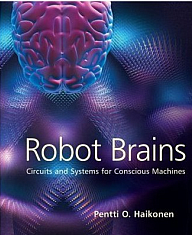 Robot Brains
Circuits and Systems for Conscious Machines
Pentti O. Haikonen